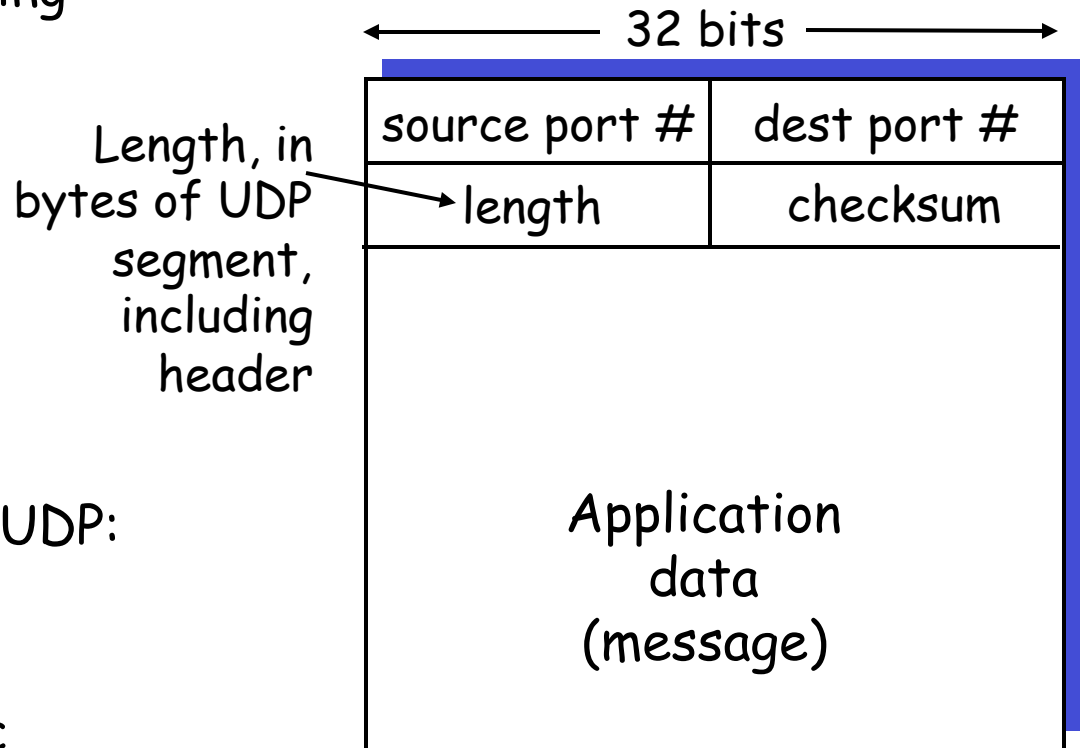 32 bits
source port #
dest port #
Length, in
bytes of UDP
segment,
including
header
length
checksum
UDP:
Application
data
(message)